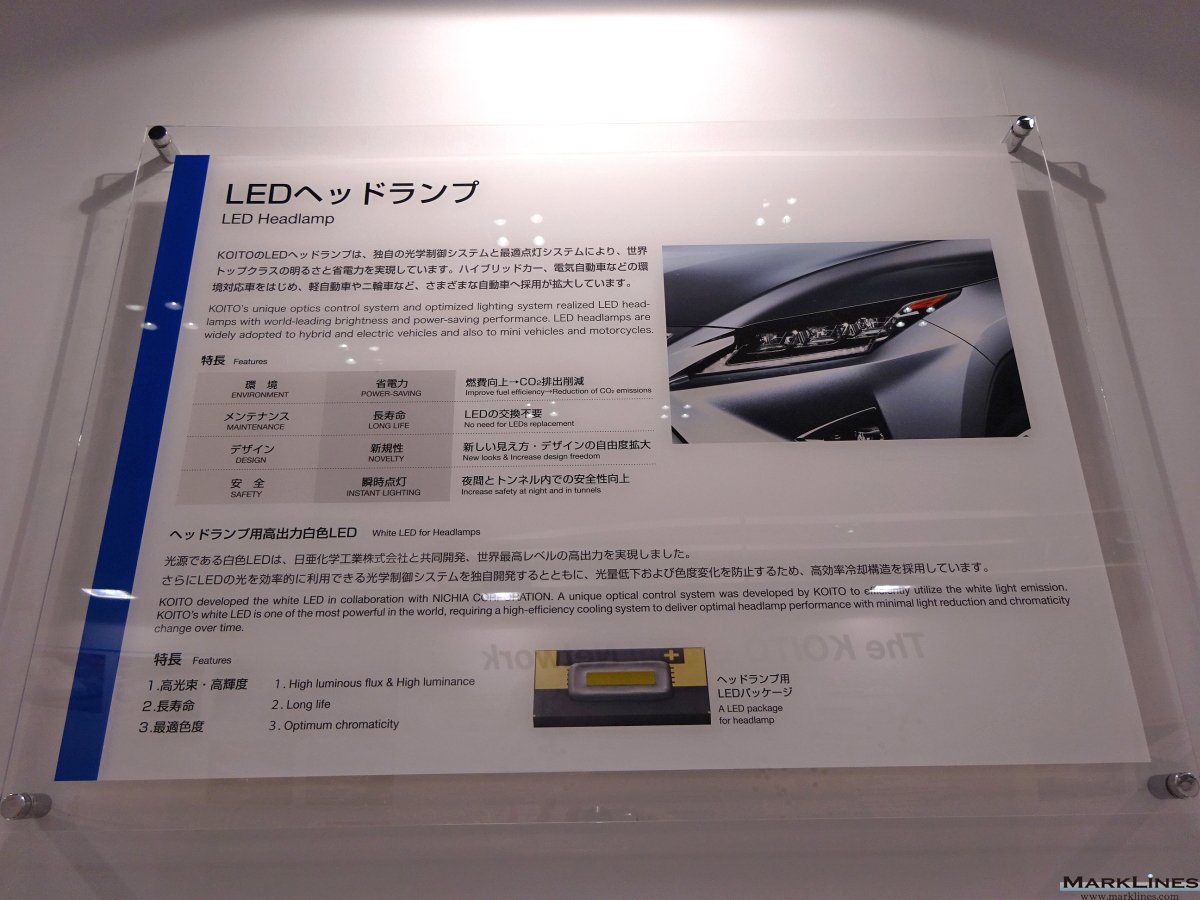 LEDヘッドランプ
LED Headlamp
KOITOのLEDヘッドランプは、独自の光学制御システムと最適点灯システムにより、世界
トップクラスの明るさと省電力を実現しています。ハイブリッドカー、電気自動車などの環
境対応車をはじめ、軽自動車や二輪車など、さまざまな自動車へ採用が拡大しています。
KOITO's unique optics control system and optimized lighting system realized LED head-
lamps with world-leading brightness and power-saving performance. LED headlamps are
widely adopted to hybrid and electric vehicles and also to mini vehicles and motorcycles.
特長 Features
環 境 省電力 燃費向上→CO₂排出削減
ENVIRONMENT POWER-SAVING Improve fuel efficiency→Reduction of CO₂ emissions
メンテナンス 長寿命 LEDの交換不要
MAINTENANCE LONG LIFE No need for LEDs replacement
デザイン 新規性 新しい見え方・デザインの自由度拡大
DESIGN NOVELTY New looks & Increase design freedom
安 全 瞬時点灯 夜間とトンネル内での安全性向上
SAFETY INSTANT LIGHTING Increase safety at night and in tunnels
ヘッドランプ用高出力白色LED White LED for Headlamps
光源である白色LEDは、日亜化学工業株式会社と共同開発、世界最高レベルの高出力を実現しました。
さらにLEDの光を効率的に利用できる光学制御システムを独自開発するとともに、光量低下および色度変化を防止するため、高効率冷却構造を採用しています。
KOITO developed the white LED in collaboration with NICHIA CORPORATION. A unique optical control system was developed by KOITO to efficiently utilize the white light emission.
KOITO's white LED is one of the most powerful in the world, requiring a high-efficiency cooling system to deliver optimal headlamp performance with minimal light reduction and chromaticity
change over time.
特長 Features
1.高光束・高輝度 1. High luminous flux & High luminance
2.長寿命 2. Long life
3.最適色度 3. Optimum chromaticity
ヘッドランプ用
LEDパッケージ
A LED package
for headlamp
The KO
work
MARKLINES
www.marklines.com